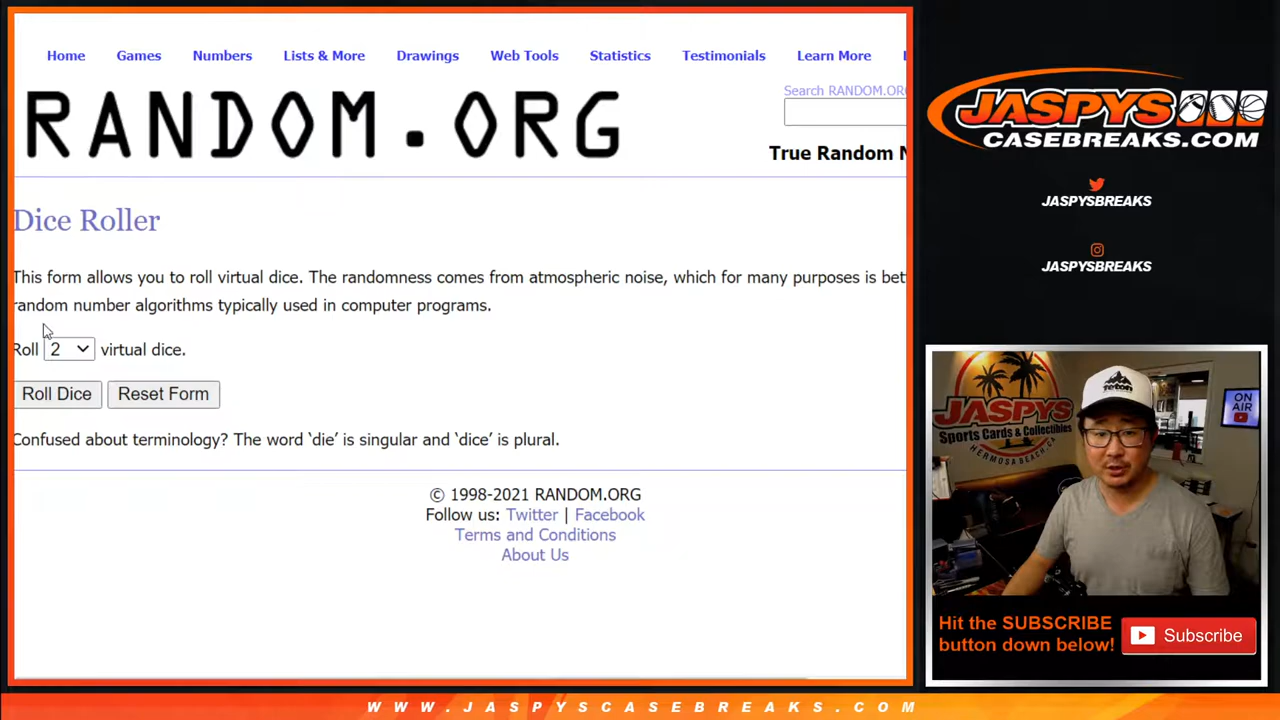 Home Games Numbers Lists & More Drawings Web Tools Statistics Testimonials Learn More
RANDOM.ORG
Search RANDOM.ORG
True Random N
Dice Roller
This form allows you to roll virtual dice. The randomness comes from atmospheric noise, which for many purposes is bet
random number algorithms typically used in computer programs.
Roll 2 virtual dice.
Roll Dice Reset Form
Confused about terminology? The word ‘die’ is singular and ‘dice’ is plural.
© 1998-2021 RANDOM.ORG
Follow us: Twitter | Facebook
Terms and Conditions
About Us
JASPYS
CASEBREAKS.COM
JASPYSBREAKS
JASPYSBREAKS
JASPYS
Sports Cards & Collectibles
HERMOSA BEACH, CA
ON
AIR
Hit the SUBSCRIBE
button down below!
Subscribe
WWW.JASPYSCASEBREAKS.COM